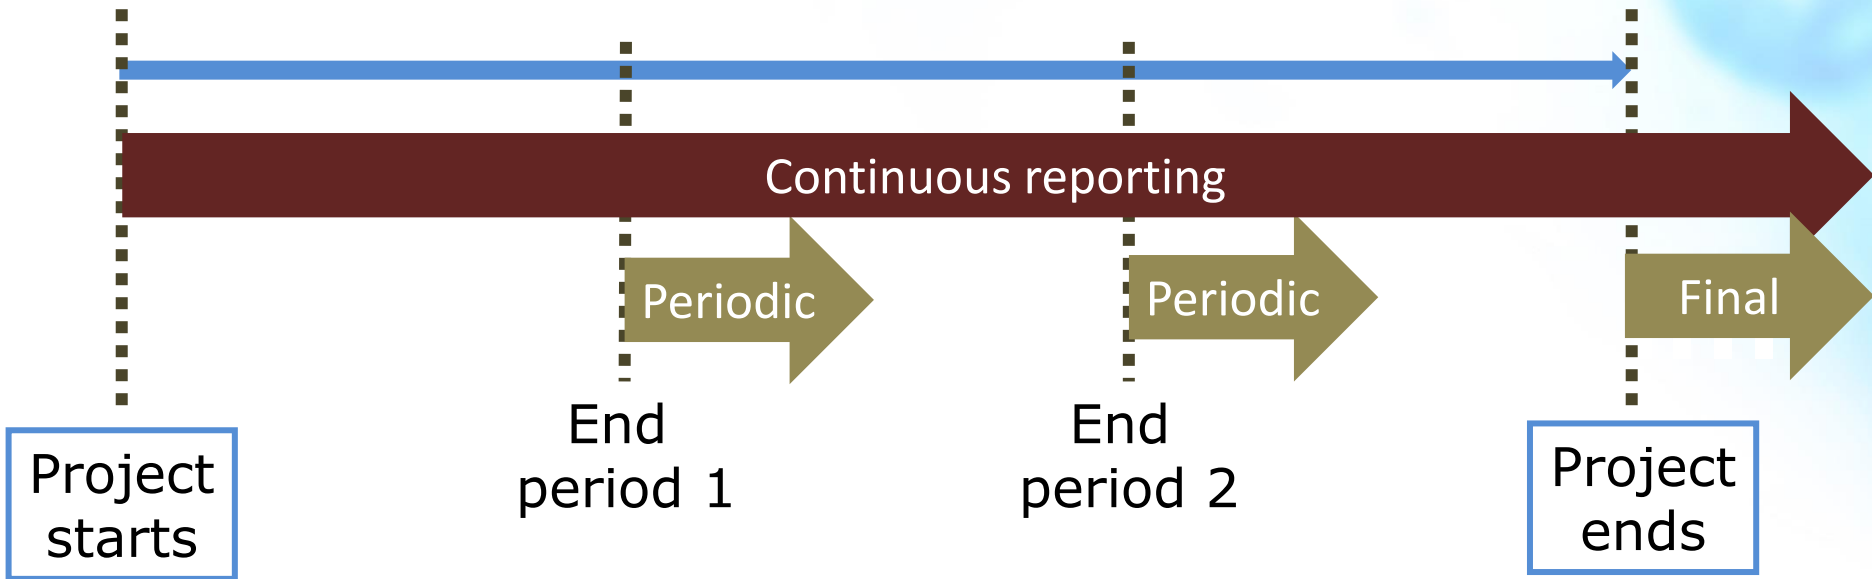 Continuous reporting
Periodic
Periodic
Final
Project
starts
End
period 1
End
period 2
Project
ends